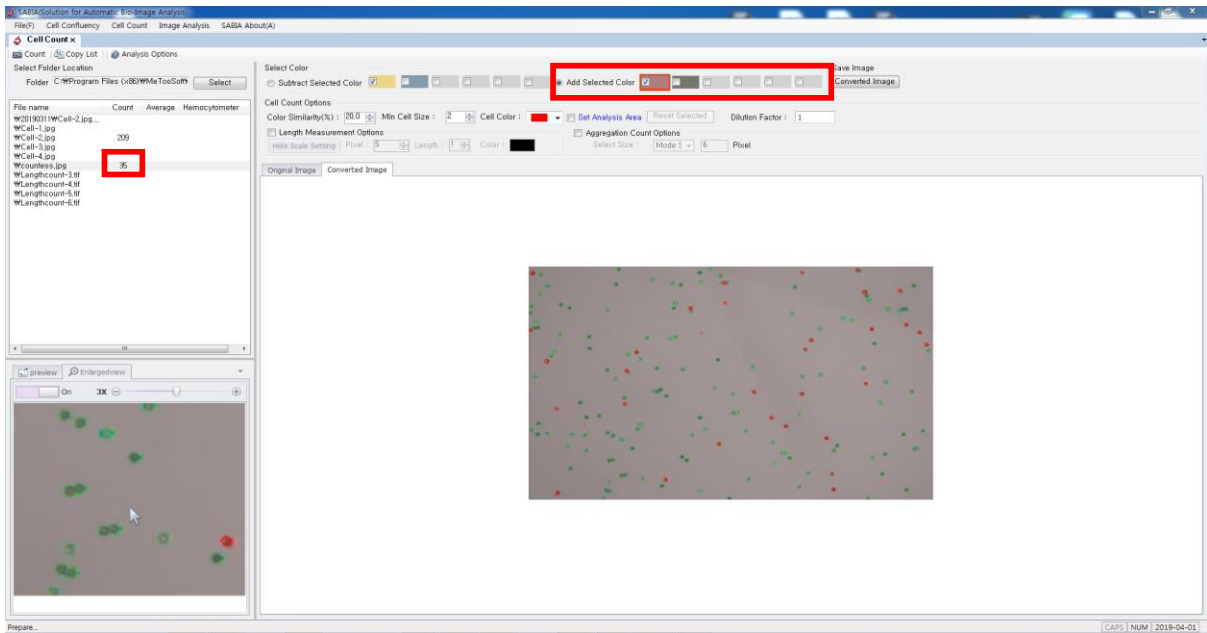 SABIA(Solution for Automatic Bio-Image Analysis)
File(F) Cell Confluency Cell Count Image Analysis SABIA About(A)
Cell Count x
Count Copy List Analysis Options
Select Folder Location
Folder C:₩Program Files (x86)₩MeTooSoft₩ Select
File name Count Average Hemocytometer
₩20190311₩Cell-2.jpg...
₩Cell-1.jpg
₩Cell-2.jpg 209
₩Cell-3.jpg
₩Cell-4.jpg
₩countess.jpg 35
₩Lengthcount-3.tif
₩Lengthcount-4.tif
₩Lengthcount-5.tif
₩Lengthcount-6.tif
preview Enlargedview
On 3X
Select Color
Subtract Selected Color Add Selected Color
Save Image
Converted Image
Cell Count Options
Color Similarity(%) : 20.0 Min Cell Size : 2 Cell Color : Set Analysis Area Reset Selected Dilution Factor : 1
Length Measurement Options Aggregation Count Options
Hide Scale Setting Pixel : 5 Length : 1 Color : Select Size : Mode 6 Pixel
Orginal Image Converted Image
Prepare... CAPS NUM 2019-04-01